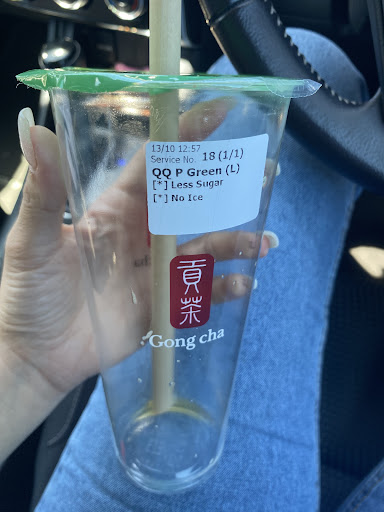 13/10 12:57
Service No. 18 (1/1)
QQ P Green (L)
[*] Less Sugar
[*] No Ice
貢茶
Gong cha